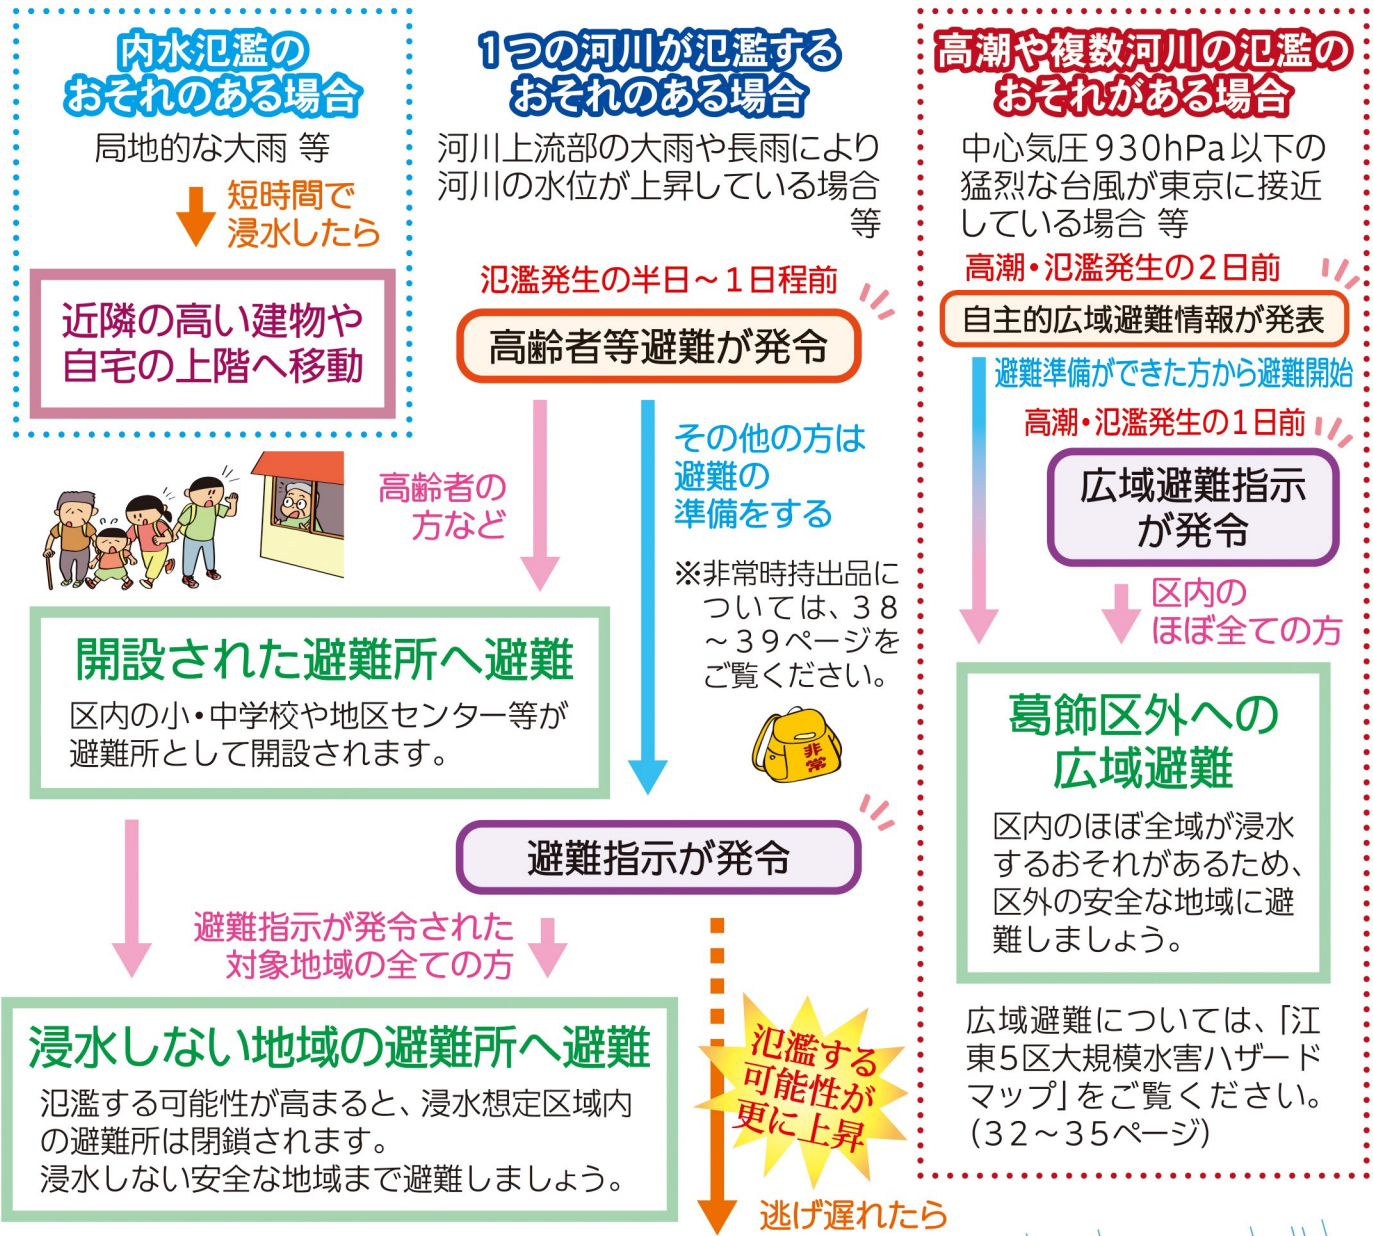 内水氾濫の
おそれのある場合
局地的な大雨 等
短時間で
浸水したら
近隣の高い建物や
自宅の上階へ移動
1つの河川が氾濫する
おそれのある場合
河川上流部の大雨や長雨により
河川の水位が上昇している場合
等
氾濫発生の半日～1日程前
高齢者等避難が発令
高齢者の
方など
その他の方は
避難の
準備をする
※非常時持出品に
ついては、38
～39ページを
ご覧ください。
非
常
開設された避難所へ避難
区内の小・中学校や地区センター等が
避難所として開設されます。
避難指示が発令
避難指示が発令された
対象地域の全ての方
浸水しない地域の避難所へ避難
氾濫する可能性が高まると、浸水想定区域内
の避難所は閉鎖されます。
浸水しない安全な地域まで避難しましょう。
氾濫する
可能性が
更に上昇
逃げ遅れたら
高潮や複数河川の氾濫の
おそれがある場合
中心気圧930hPa以下の
猛烈な台風が東京に接近
している場合 等
高潮・氾濫発生の2日前
自主的広域避難情報が発表
避難準備ができた方から避難開始
高潮・氾濫発生の1日前
広域避難指示
が発令
区内の
ほぼ全ての方
葛飾区外への
広域避難
区内のほぼ全域が浸水
するおそれがあるため、
区外の安全な地域に避
難しましょう。
広域避難については、「江
東5区大規模水害ハザード
マップ」をご覧ください。
（32～35ページ）